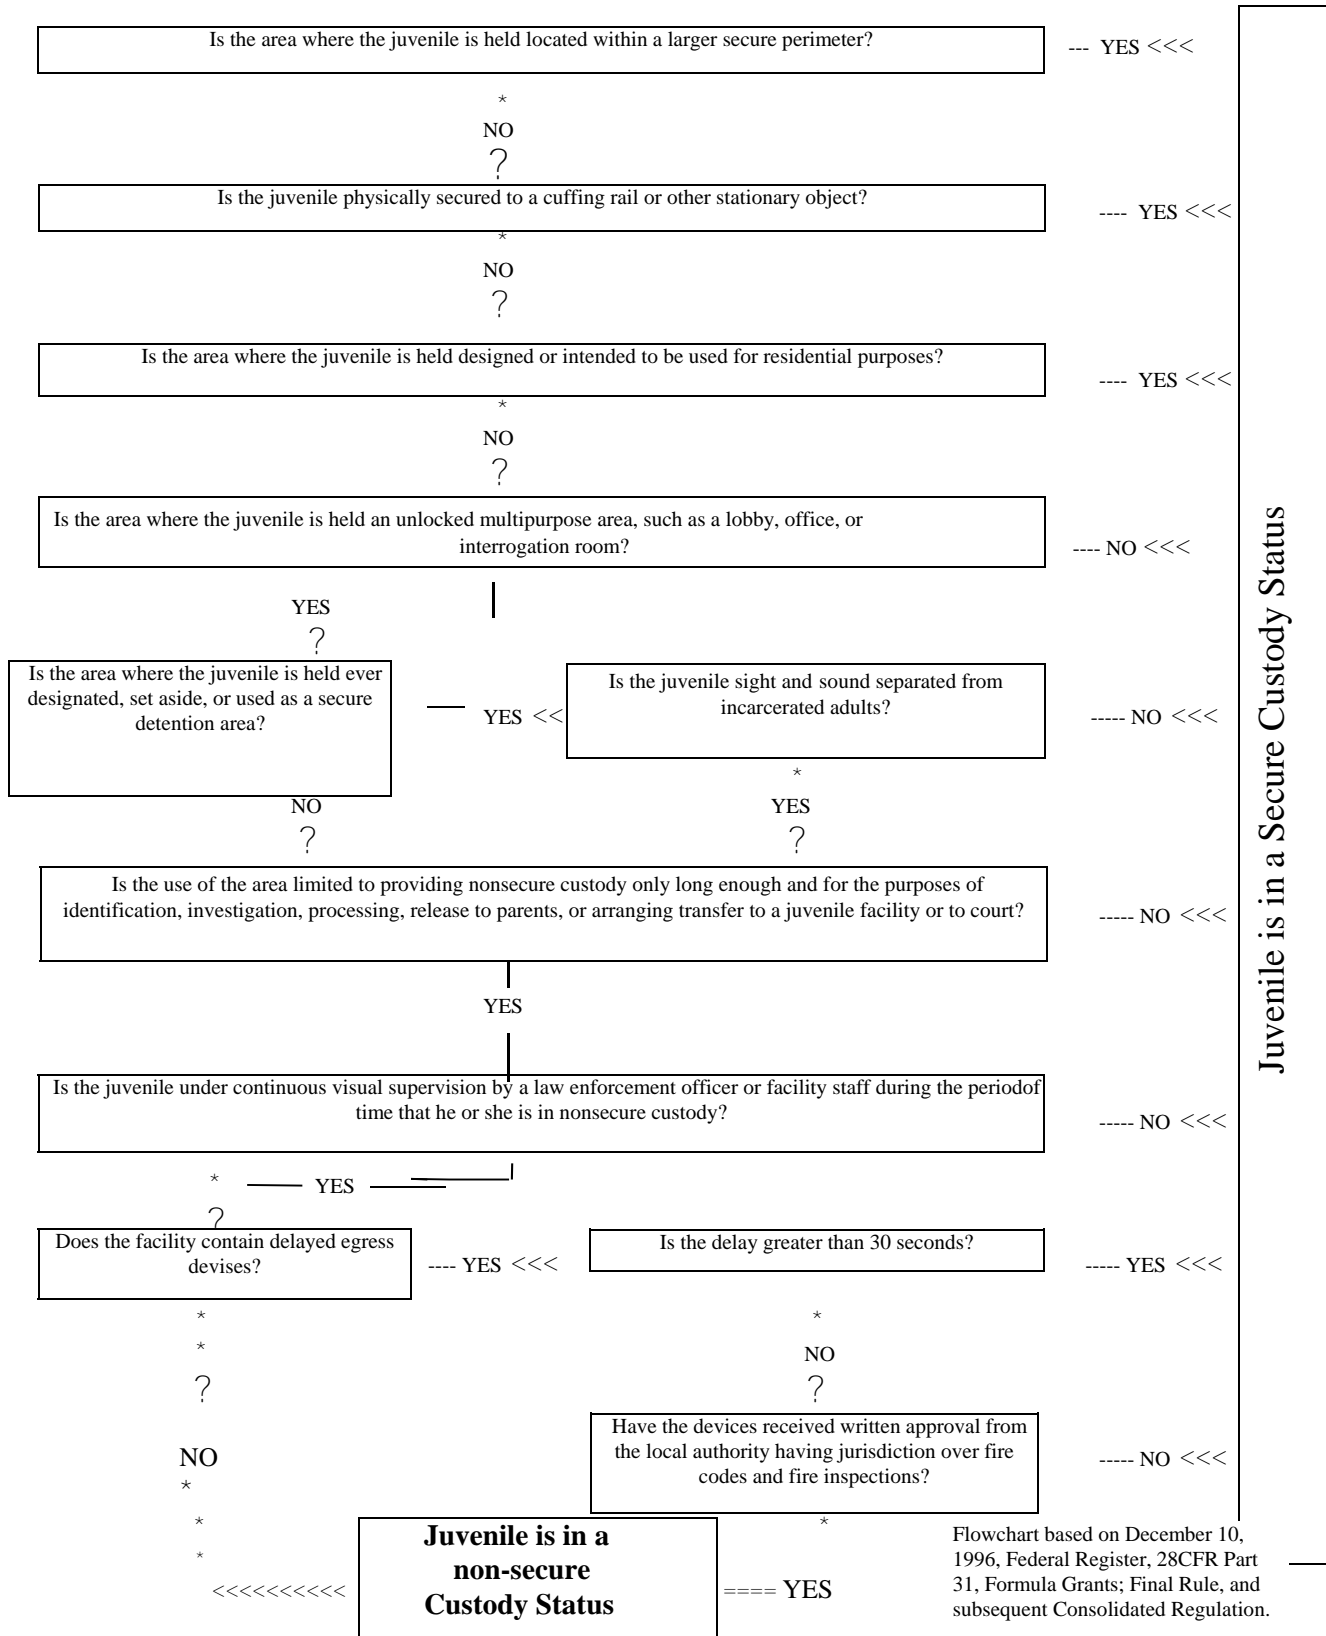 Is the area where the juvenile is held located within a larger secure perimeter?
--- YES <<<
*
NO
?
Is the juvenile physically secured to a cuffing rail or other stationary object?
---- YES <<<
*
NO
?
Is the area where the juvenile is held designed or intended to be used for residential purposes?
---- YES <<<
*
NO
?
Is the area where the juvenile is held an unlocked multipurpose area, such as a lobby, office, or
interrogation room?
---- NO <<<
YES
?
Is the area where the juvenile is held ever
designated, set aside, or used as a secure
detention area?
YES <<
Is the juvenile sight and sound separated from
incarcerated adults?
----- NO <<<
*
NO
?
YES
?
Is the use of the area limited to providing nonsecure custody only long enough and for the purposes of
identification, investigation, processing, release to parents, or arranging transfer to a juvenile facility or to court?
----- NO <<<
YES
Is the juvenile under continuous visual supervision by a law enforcement officer or facility staff during the periodof
time that he or she is in nonsecure custody?
----- NO <<<
* YES
?
Does the facility contain delayed egress
devises?
---- YES <<<
Is the delay greater than 30 seconds?
----- YES <<<
*
*
?
*
NO
?
Have the devices received written approval from
the local authority having jurisdiction over fire
codes and fire inspections?
----- NO <<<
NO
*
*
*
<<<<<<<<<<
Juvenile is in a
non-secure
Custody Status
*
==== YES
Flowchart based on December 10,
1996, Federal Register, 28CFR Part
31, Formula Grants; Final Rule, and
subsequent Consolidated Regulation.
Juvenile is in a Secure Custody Status